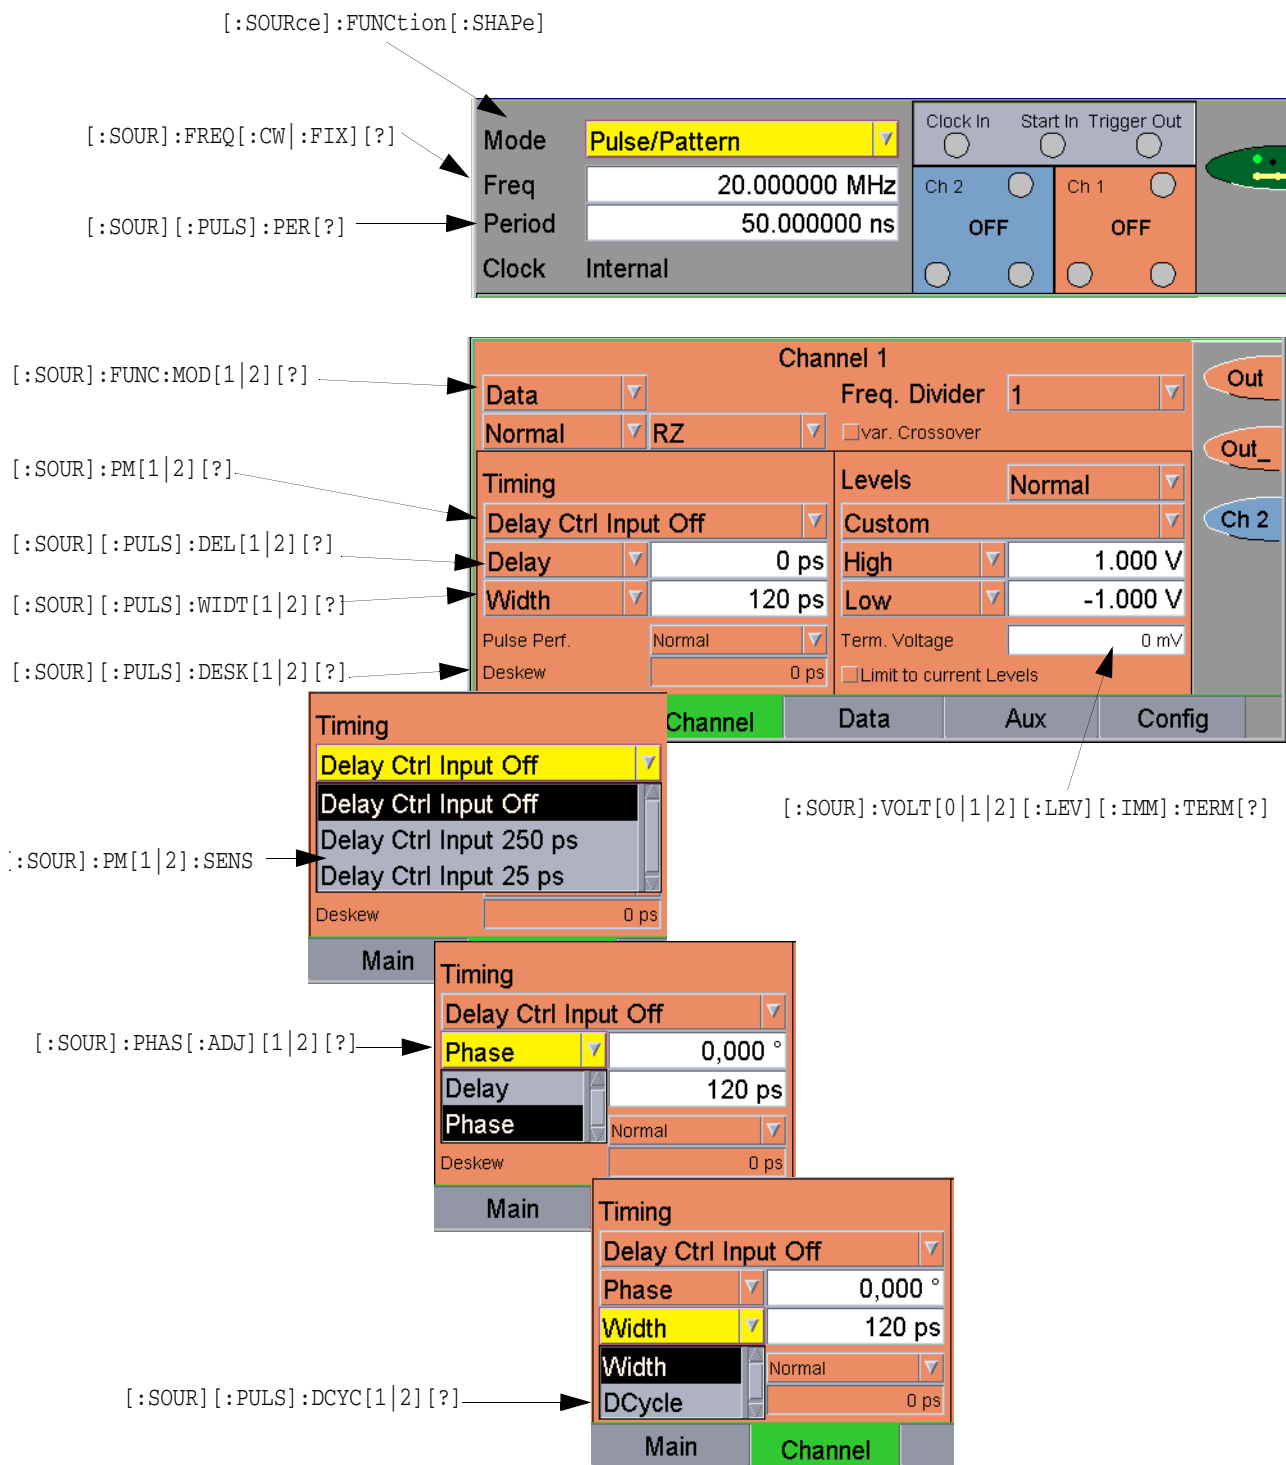 [:SOURce]:FUNCtion[:SHAPe]
[:SOUR]:FREQ[:CW|:FIX][?]
[:SOUR][:PULS]:PER[?]
Mode Pulse/Pattern
Freq 20.000000 MHz
Period 50.000000 ns
Clock Internal
Clock In Start In Trigger Out
Ch 2 Ch 1
OFF OFF
[:SOUR]:FUNC:MOD[1|2][?]
[:SOUR]:PM[1|2][?]
[:SOUR][:PULS]:DEL[1|2][?]
[:SOUR][:PULS]:WIDT[1|2][?]
[:SOUR][:PULS]:DESK[1|2][?]
Channel 1
Data Freq. Divider 1
Normal RZ var. Crossover
Timing Levels Normal
Delay Ctrl Input Off Custom
Delay 0 ps High 1.000 V
Width 120 ps Low -1.000 V
Pulse Perf. Normal Term. Voltage 0 mV
Deskew 0 ps Limit to current Levels
Out
Out_
Ch 2
Channel Data Aux Config
[:SOUR]:VOLT[0|1|2][:LEV][:IMM]:TERM[?]
Timing
Delay Ctrl Input Off
Delay Ctrl Input Off
Delay Ctrl Input 250 ps
Delay Ctrl Input 25 ps
Deskew 0 ps
Main
[:SOUR]:PM[1|2]:SENS
[:SOUR]:PHAS[:ADJ][1|2][?]
Timing
Delay Ctrl Input Off
Phase 0,000 °
Delay 120 ps
Phase Normal
Deskew 0 ps
Main
Timing
Delay Ctrl Input Off
Phase 0,000 °
Width 120 ps
Width Normal
DCycle 0 ps
Main Channel
[:SOUR][:PULS]:DCYC[1|2][?]